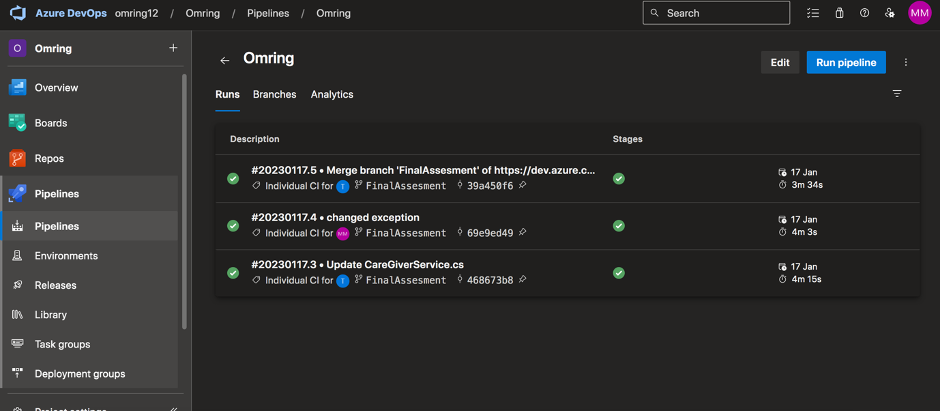 Azure DevOps omring12 / Omring / Pipelines / Omring Search MM
O Omring +
Overview
Boards
Repos
Pipelines
Pipelines
Environments
Releases
Library
Task groups
Deployment groups
Project settings
Omring Edit Run pipeline
Runs Branches Analytics
Description Stages
#20230117.5 • Merge branch 'FinalAssesment' of https://dev.azure.c... 17 Jan
Individual CI for T FinalAssesment 39a450f6 3m 34s
#20230117.4 • changed exception 17 Jan
Individual CI for MM FinalAssesment 69e9ed49 4m 3s
#20230117.3 • Update CareGiverService.cs 17 Jan
Individual CI for T FinalAssesment 468673b8 4m 15s